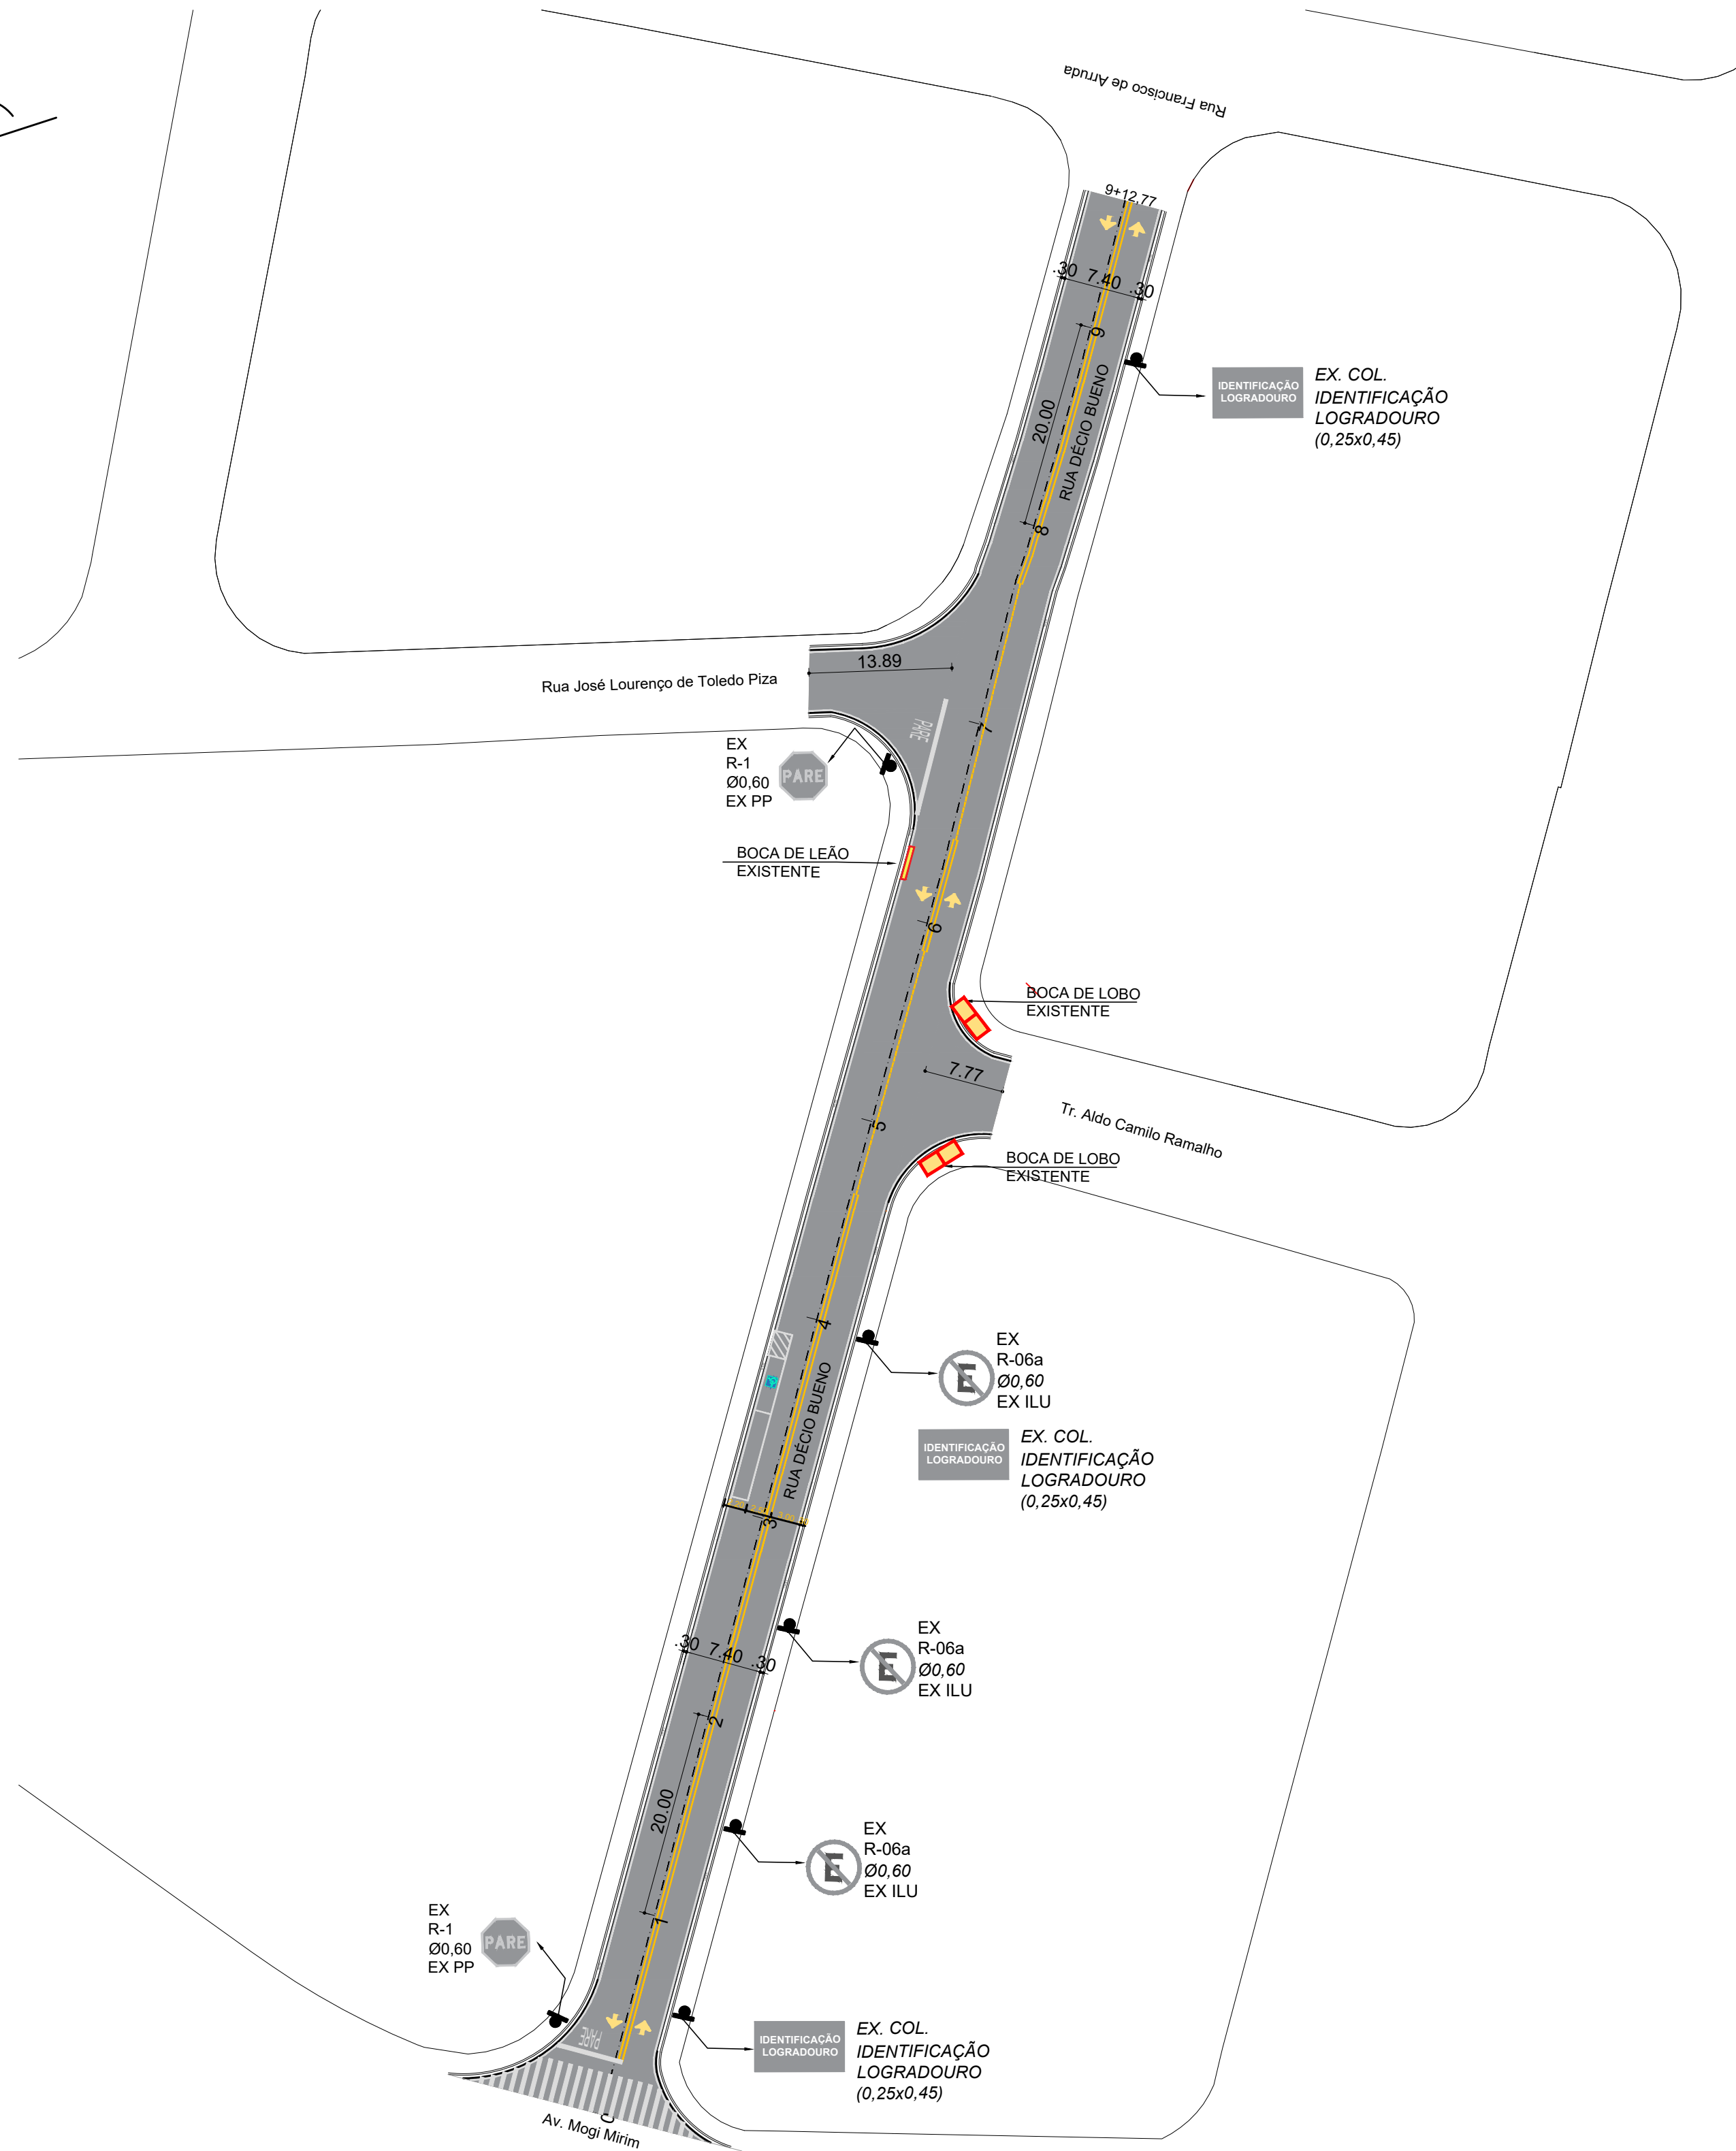 Rua Francisco de Arruda
9+12,77
.30 7.40 .30
9
IDENTIFICAÇÃO
LOGRADOURO
EX. COL.
IDENTIFICAÇÃO
LOGRADOURO
(0,25x0,45)
20.00
RUA DÉCIO BUENO
8
13.89
Rua José Lourenço de Toledo Piza
PARE
7
EX
R-1
Ø0,60
EX PP
PARE
BOCA DE LEÃO
EXISTENTE
6
BOCA DE LOBO
EXISTENTE
7.77
Tr. Aldo Camilo Ramalho
5
BOCA DE LOBO
EXISTENTE
4
EX
R-06a
Ø0,60
EX ILU
E
RUA DÉCIO BUENO
IDENTIFICAÇÃO
LOGRADOURO
EX. COL.
IDENTIFICAÇÃO
LOGRADOURO
(0,25x0,45)
3
EX
R-06a
Ø0,60
EX ILU
E
.30 7.40 .30
2
20.00
EX
R-06a
Ø0,60
EX ILU
E
1
EX
R-1
Ø0,60
EX PP
PARE
PARE
IDENTIFICAÇÃO
LOGRADOURO
EX. COL.
IDENTIFICAÇÃO
LOGRADOURO
(0,25x0,45)
0
Av. Mogi Mirim